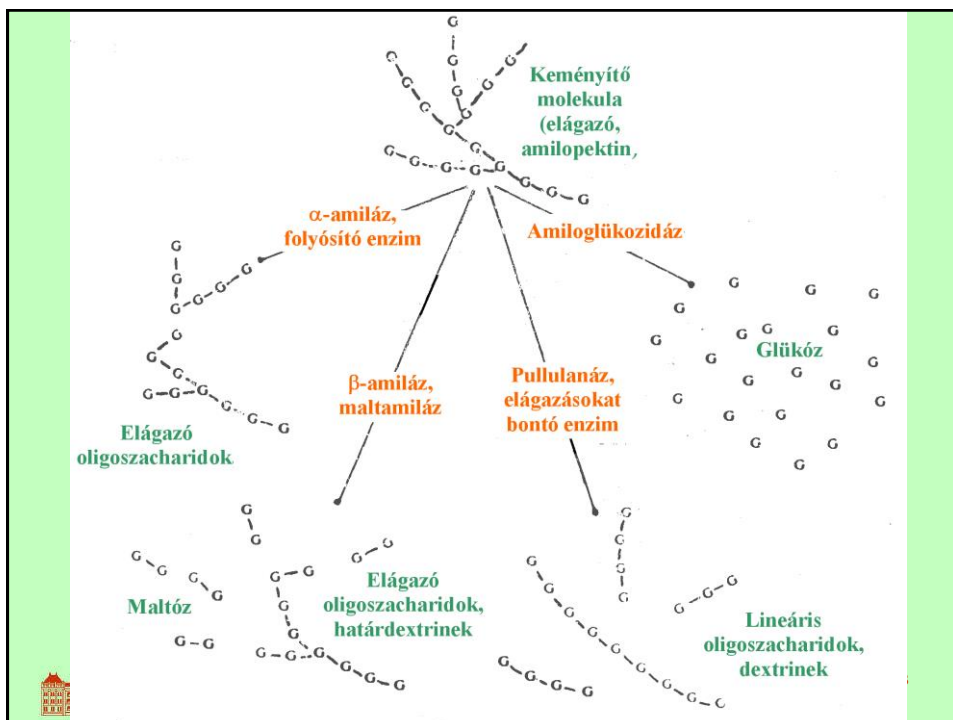 Keményítő
molekula
(elágazó,
amilopektin,
α-amiláz,
folyósító enzim
Amiloglükozidáz
Glükóz
β-amiláz,
maltamiláz
Pullulanáz,
elágazásokat
bontó enzim
Elágazó
oligoszacharidok
Maltóz
Elágazó
oligoszacharidok,
határdextrinek
Lineáris
oligoszacharidok,
dextrinek